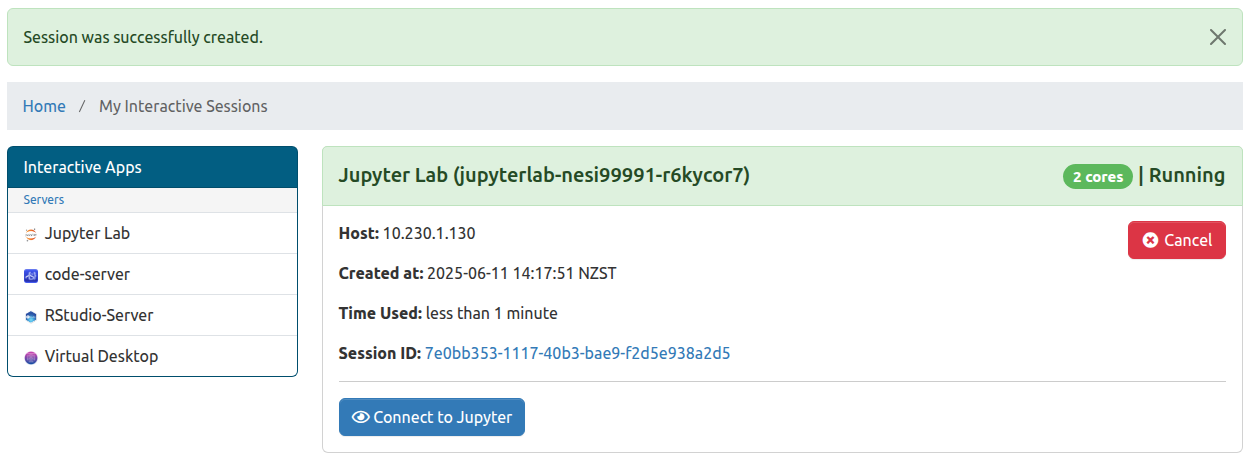 Session was successfully created.
Home / My Interactive Sessions
Interactive Apps
Servers
Jupyter Lab
code-server
RStudio-Server
Virtual Desktop
Jupyter Lab (jupyterlab-nesi99991-r6kycor7)
2 cores | Running
Host: 10.230.1.130
Cancel
Created at: 2025-06-11 14:17:51 NZST
Time Used: less than 1 minute
Session ID: 7e0bb353-1117-40b3-bae9-f2d5e938a2d5
Connect to Jupyter